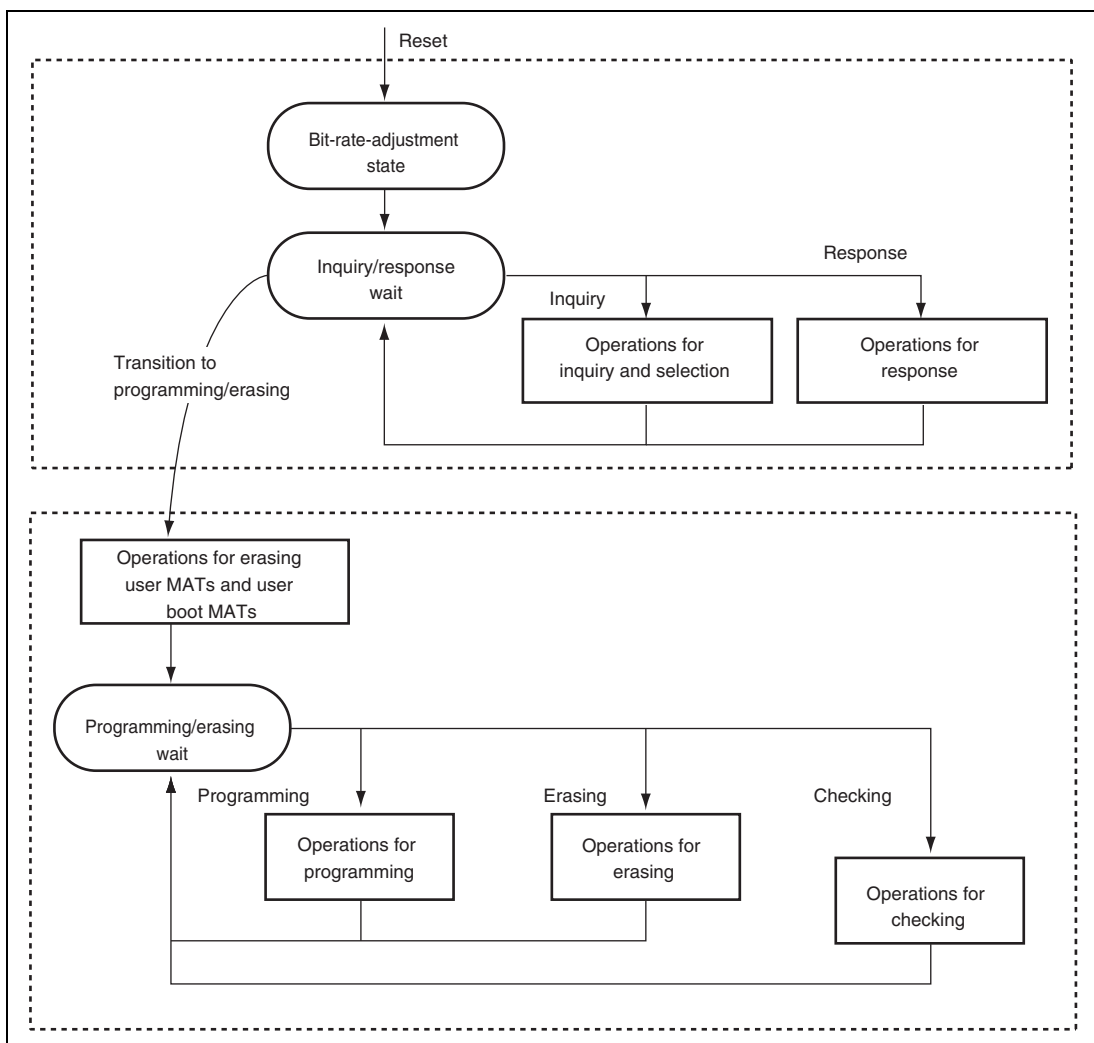 Reset
Bit-rate-adjustment
state
Inquiry/response
wait
Response
Inquiry
Operations for
inquiry and selection
Operations for
response
Transition to
programming/erasing
Operations for erasing
user MATs and user
boot MATs
Programming/erasing
wait
Programming
Erasing
Checking
Operations for
programming
Operations for
erasing
Operations for
checking